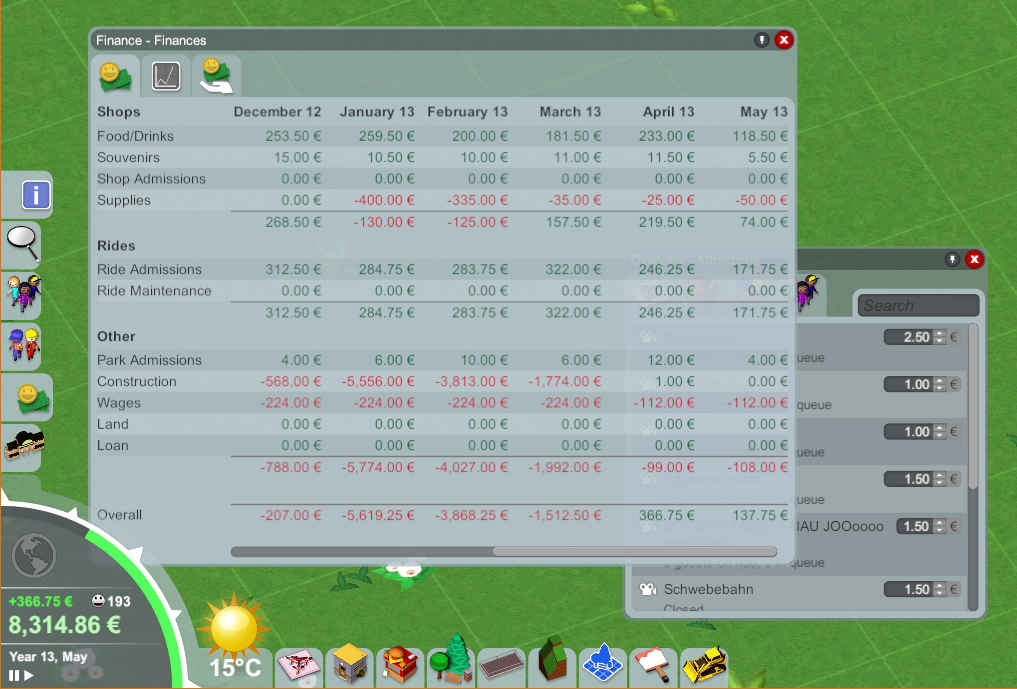 Finance - Finances
Shops December 12 January 13 February 13 March 13 April 13 May 13
Food/Drinks 253.50 € 259.50 € 200.00 € 181.50 € 233.00 € 118.50 €
Souvenirs 15.00 € 10.50 € 10.00 € 11.00 € 11.50 € 5.50 €
Shop Admissions 0.00 € 0.00 € 0.00 € 0.00 € 0.00 € 0.00 €
Supplies 0.00 € -400.00 € -335.00 € -35.00 € -25.00 € -50.00 €
268.50 € -130.00 € -125.00 € 157.50 € 219.50 € 74.00 €
Rides
Ride Admissions 312.50 € 284.75 € 283.75 € 322.00 € 246.25 € 171.75 €
Ride Maintenance 0.00 € 0.00 € 0.00 € 0.00 € 0.00 € 0.00 €
312.50 € 284.75 € 283.75 € 322.00 € 246.25 € 171.75 €
Other
Park Admissions 4.00 € 6.00 € 10.00 € 6.00 € 12.00 € 4.00 €
Construction -568.00 € -5,556.00 € -3,813.00 € -1,774.00 € 1.00 € 0.00 €
Wages -224.00 € -224.00 € -224.00 € -224.00 € -112.00 € -112.00 €
Land 0.00 € 0.00 € 0.00 € 0.00 € 0.00 € 0.00 €
Loan 0.00 € 0.00 € 0.00 € 0.00 € 0.00 € 0.00 €
-788.00 € -5,774.00 € -4,027.00 € -1,992.00 € -99.00 € -108.00 €
Overall -207.00 € -5,619.25 € -3,868.25 € -1,512.50 € 366.75 € 137.75 €
Overview - Attractions
Search
2.50 €
queue
1.00 €
queue
1.00 €
queue
1.50 €
queue
JOOoooo 1.50 €
0 guests on ride, 0 in queue
Schwebebahn 1.50 €
Closed
+366.75 € 193
8,314.86 €
Year 13, May
15°C